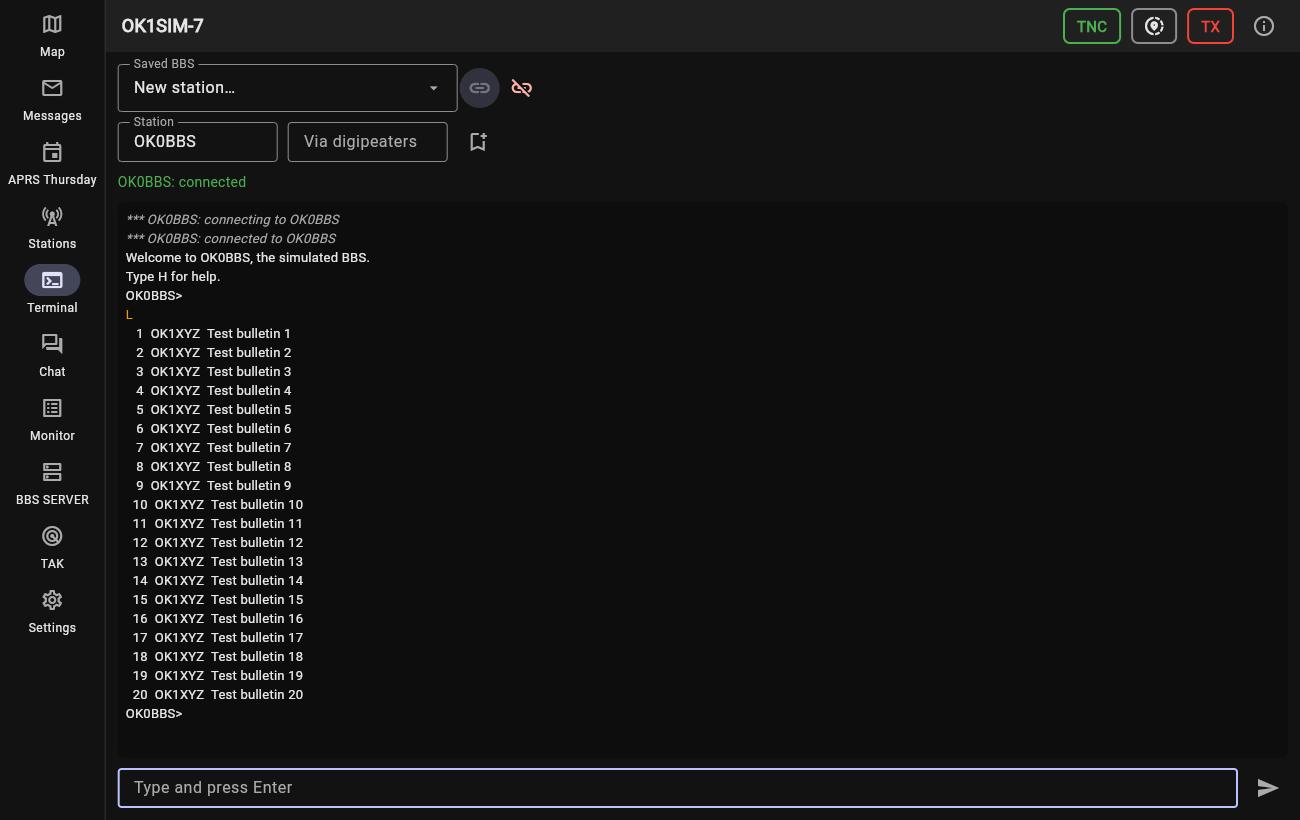 OK1SIM-7
TNC
TX
Map
Messages
APRS Thursday
Stations
Terminal
Chat
Monitor
BBS SERVER
TAK
Settings
Saved BBS
New station…
Station
OK0BBS
Via digipeaters
OK0BBS: connected
*** OK0BBS: connecting to OK0BBS
*** OK0BBS: connected to OK0BBS
Welcome to OK0BBS, the simulated BBS.
Type H for help.
OK0BBS>
L
1 OK1XYZ Test bulletin 1
2 OK1XYZ Test bulletin 2
3 OK1XYZ Test bulletin 3
4 OK1XYZ Test bulletin 4
5 OK1XYZ Test bulletin 5
6 OK1XYZ Test bulletin 6
7 OK1XYZ Test bulletin 7
8 OK1XYZ Test bulletin 8
9 OK1XYZ Test bulletin 9
10 OK1XYZ Test bulletin 10
11 OK1XYZ Test bulletin 11
12 OK1XYZ Test bulletin 12
13 OK1XYZ Test bulletin 13
14 OK1XYZ Test bulletin 14
15 OK1XYZ Test bulletin 15
16 OK1XYZ Test bulletin 16
17 OK1XYZ Test bulletin 17
18 OK1XYZ Test bulletin 18
19 OK1XYZ Test bulletin 19
20 OK1XYZ Test bulletin 20
OK0BBS>
Type and press Enter